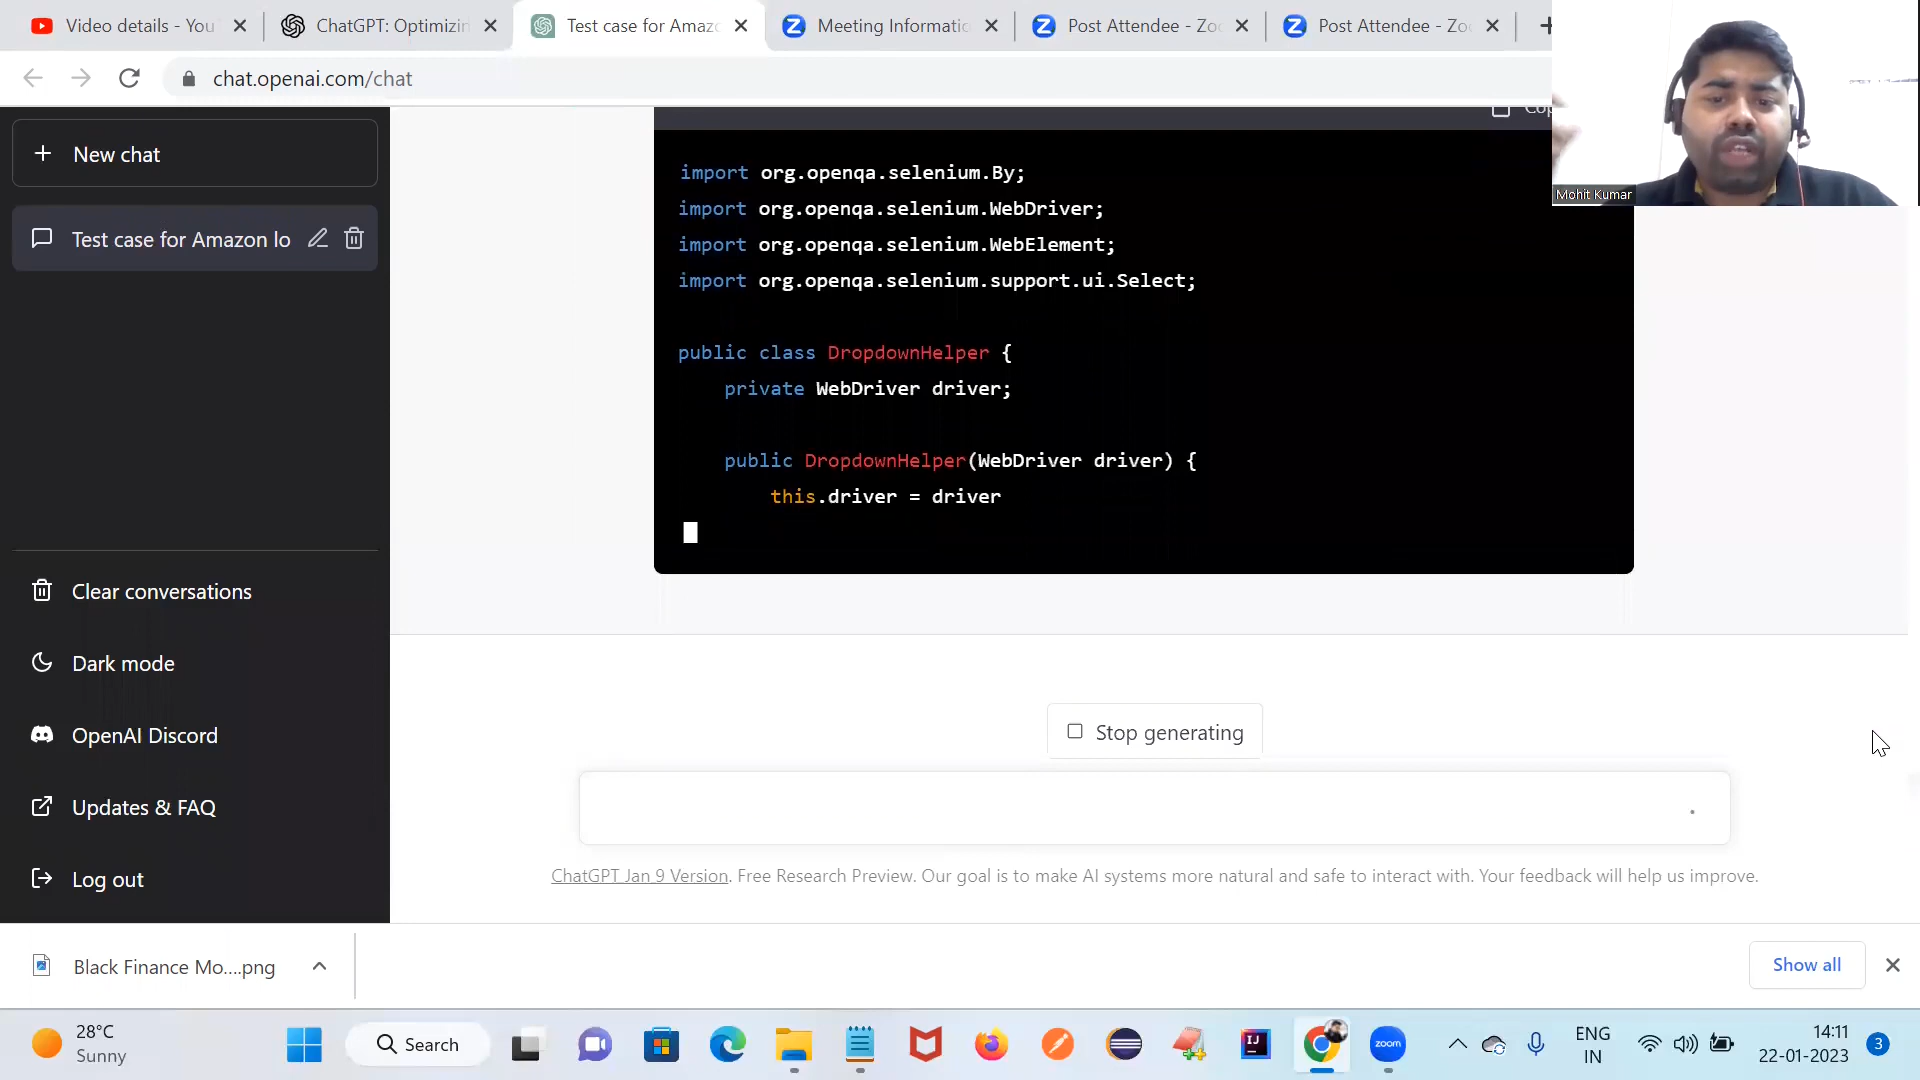 Video details - You
ChatGPT: Optimizin
Test case for Amaz
Meeting Informatio
Post Attendee - Zo
Post Attendee - Zo
chat.openai.com/chat
Mohit Kumar
New chat
Test case for Amazon lo
Clear conversations
Dark mode
OpenAI Discord
Updates & FAQ
Log out
import org.openqa.selenium.By;
import org.openqa.selenium.WebDriver;
import org.openqa.selenium.WebElement;
import org.openqa.selenium.support.ui.Select;
public class DropdownHelper {
private WebDriver driver;
public DropdownHelper(WebDriver driver) {
this.driver = driver
Stop generating
ChatGPT Jan 9 Version. Free Research Preview. Our goal is to make AI systems more natural and safe to interact with. Your feedback will help us improve.
Black Finance Mo....png
Show all
28°C
Sunny
Search
IJ
zoom
ENG
IN
14:11
22-01-2023
3